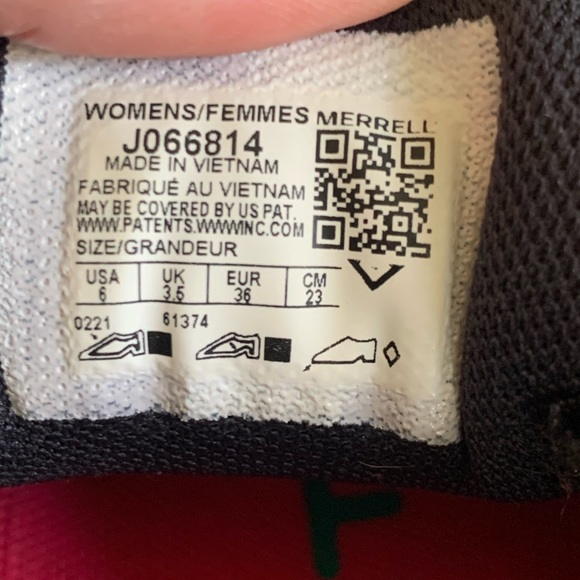 WOMENS/FEMMES MERRELL
J066814
MADE IN VIETNAM
FABRIQUÉ AU VIETNAM
MAY BE COVERED BY US PAT.
WWW.PATENTS.WWWINC.COM
SIZE/GRANDEUR
USA UK EUR CM
6 3.5 36 23
0221 61374